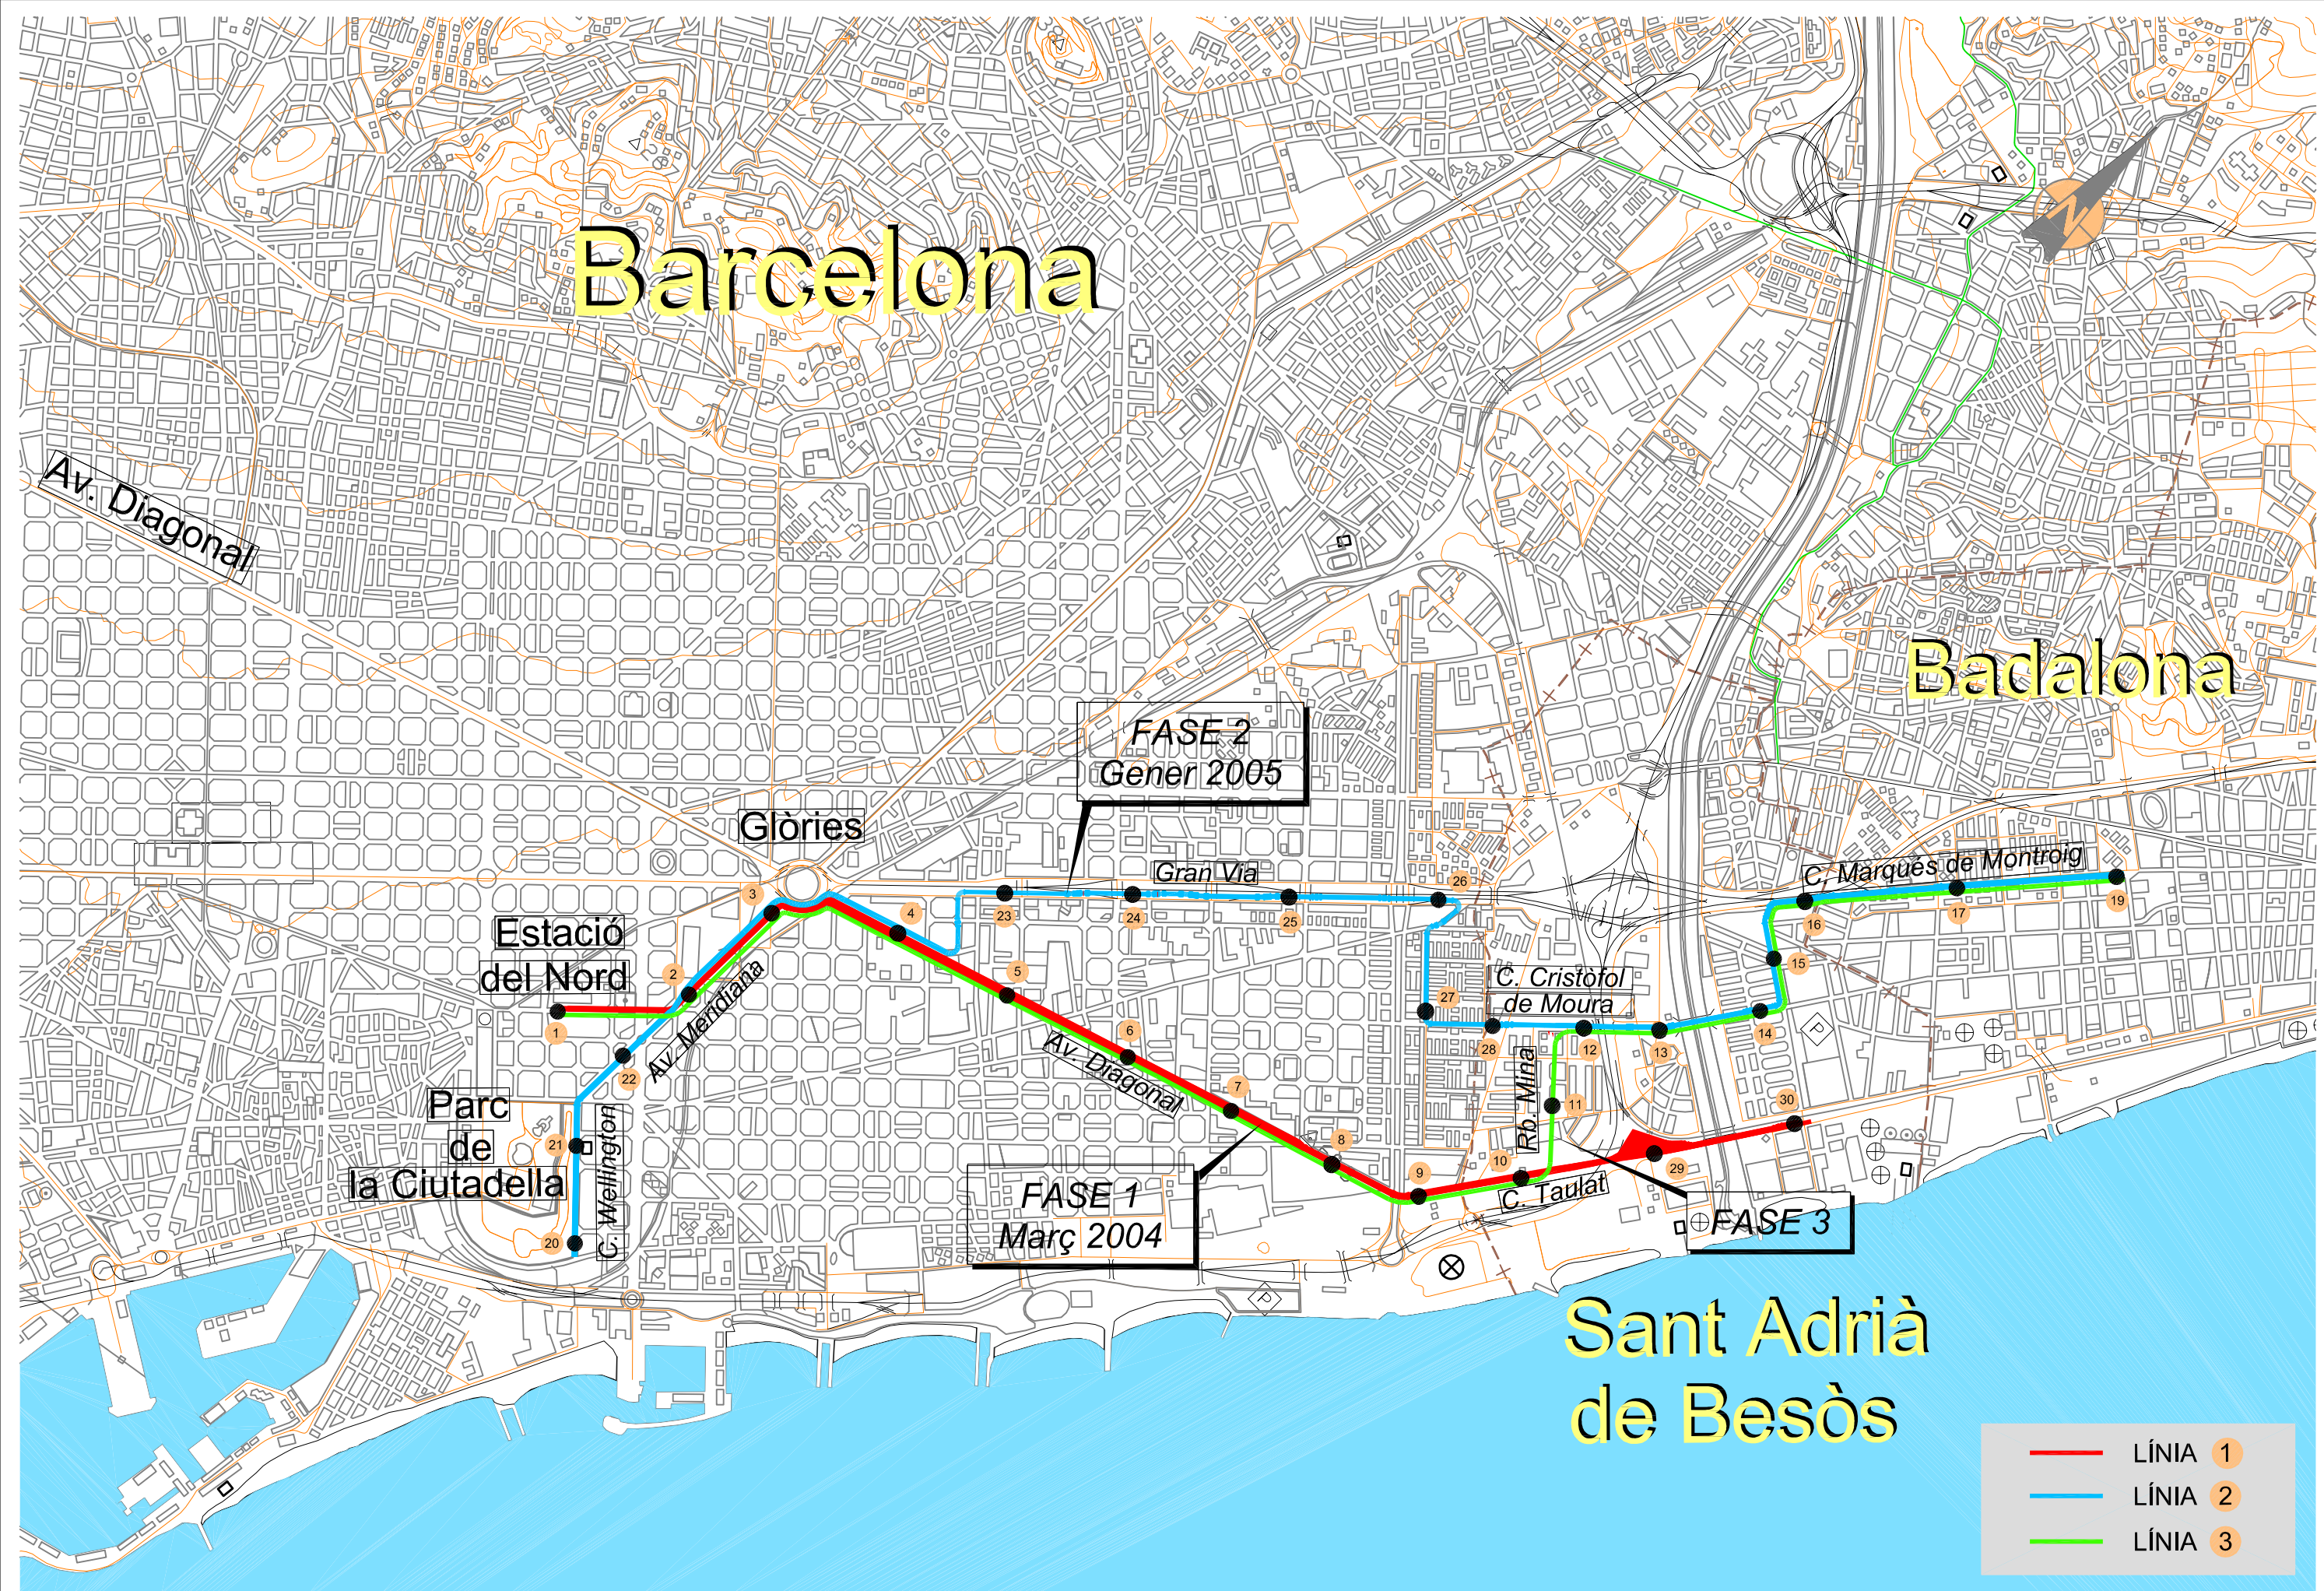 Barcelona
N
Av. Diagonal
Badalona
FASE 2
Gener 2005
Glòries
Gran Via
C. Marqués de Montroig
3
4
23
24
25
26
16
17
19
Estació
del Nord
2
5
27
C. Cristòfol
de Moura
15
1
Av. Meridiana
6
28
12
13
14
P
22
Av. Diagonal
7
Rb. Mina
11
30
Parc
de
la Ciutadella
21
C. Wellington
8
9
10
29
C. Taulat
20
FASE 1
Març 2004
FASE 3
P
Sant Adrià
de Besòs
LÍNIA 1
LÍNIA 2
LÍNIA 3